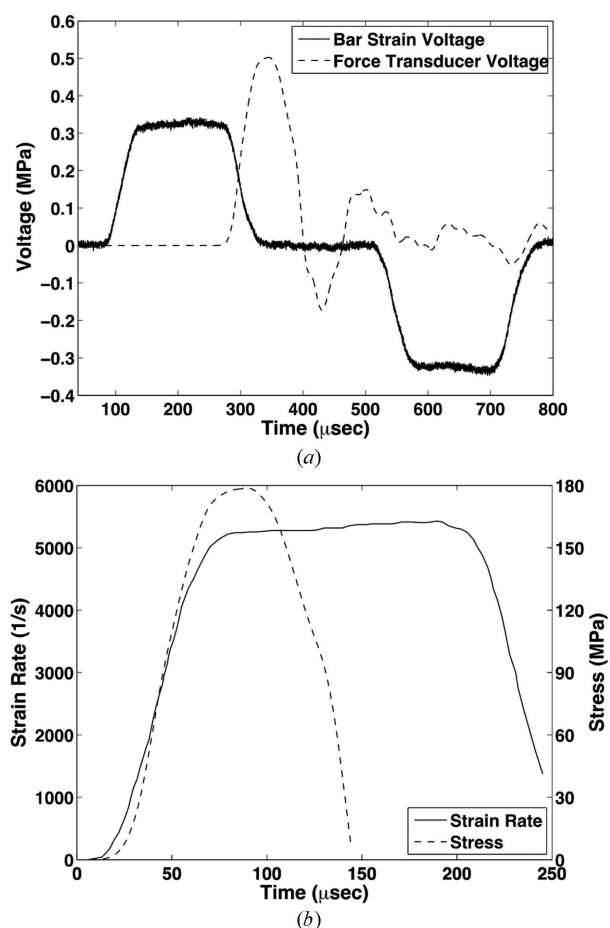 0.6
0.5
0.4
0.3
0.2
0.1
0
−0.1
−0.2
−0.3
−0.4
Voltage (MPa)
Bar Strain Voltage
Force Transducer Voltage
100 200 300 400 500 600 700 800
Time (μsec)
(a)
6000
5000
4000
3000
2000
1000
0
Strain Rate (1/s)
180
150
120
90
60
30
0
Stress (MPa)
Strain Rate
Stress
0 50 100 150 200 250
Time (μsec)
(b)